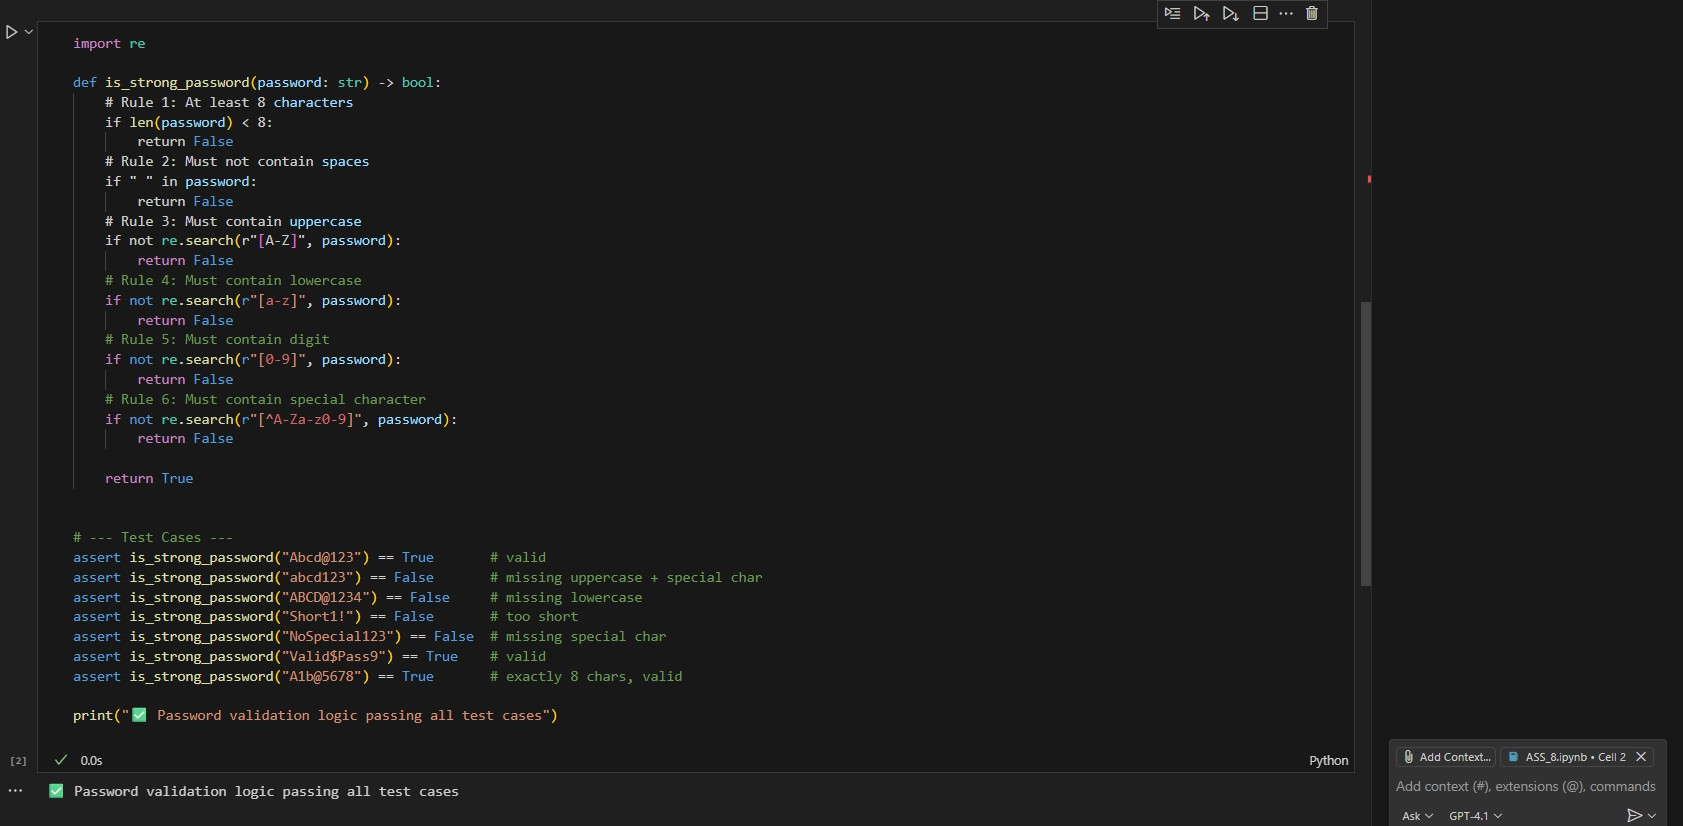 import re

def is_strong_password(password: str) -> bool:
    # Rule 1: At least 8 characters
    if len(password) < 8:
        return False
    # Rule 2: Must not contain spaces
    if " " in password:
        return False
    # Rule 3: Must contain uppercase
    if not re.search(r"[A-Z]", password):
        return False
    # Rule 4: Must contain lowercase
    if not re.search(r"[a-z]", password):
        return False
    # Rule 5: Must contain digit
    if not re.search(r"[0-9]", password):
        return False
    # Rule 6: Must contain special character
    if not re.search(r"[^A-Za-z0-9]", password):
        return False

    return True


# --- Test Cases ---
assert is_strong_password("Abcd@123") == True       # valid
assert is_strong_password("abcd123") == False       # missing uppercase + special char
assert is_strong_password("ABCD@1234") == False     # missing lowercase
assert is_strong_password("Short1!") == False       # too short
assert is_strong_password("NoSpecial123") == False  # missing special char
assert is_strong_password("Valid$Pass9") == True    # valid
assert is_strong_password("A1b@5678") == True       # exactly 8 chars, valid

print("✅ Password validation logic passing all test cases")
[2] ✓ 0.0s Python
✅ Password validation logic passing all test cases
Add Context... ASS_8.ipynb • Cell 2
Add context (#), extensions (@), commands
Ask GPT-4.1